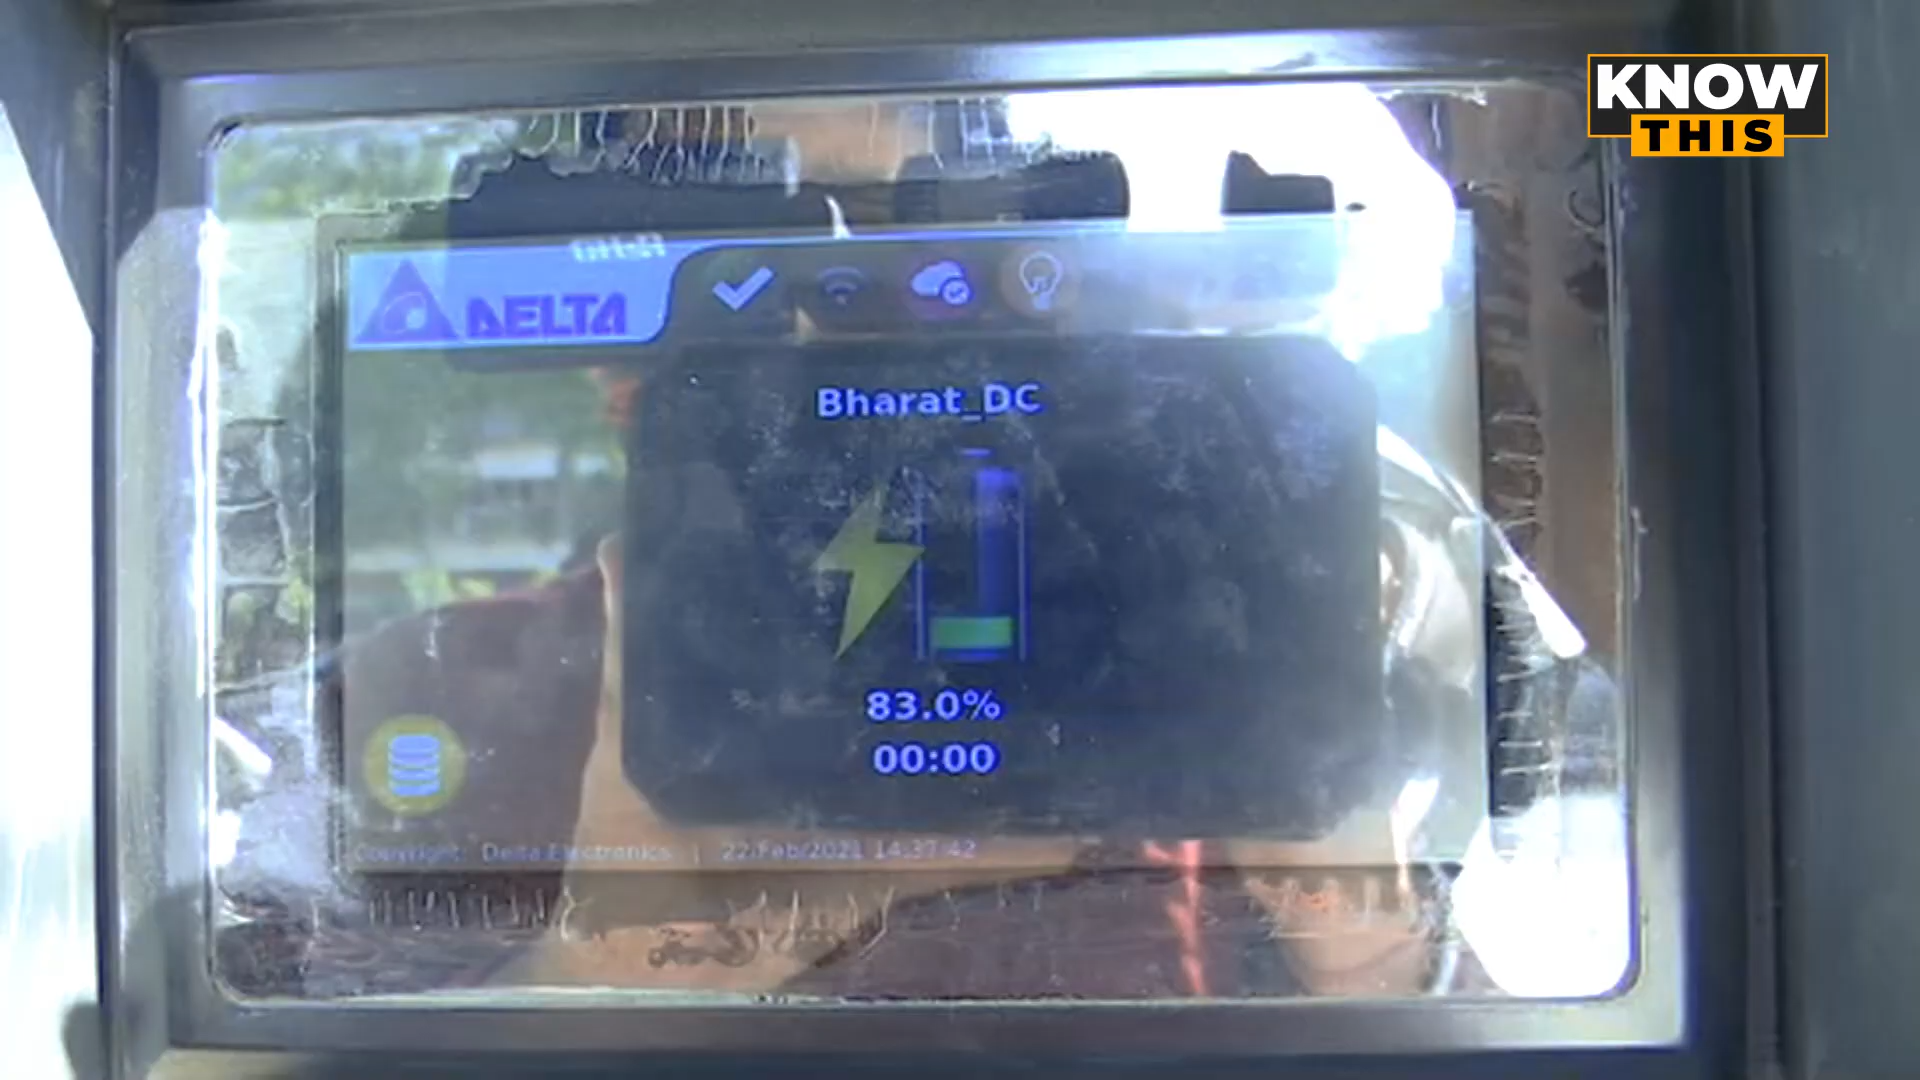 KNOW
THIS
DELTA
Bharat_DC
83.0%
00:00
Copyright: Delta Electronics | 22/Feb/2021 14:37:42